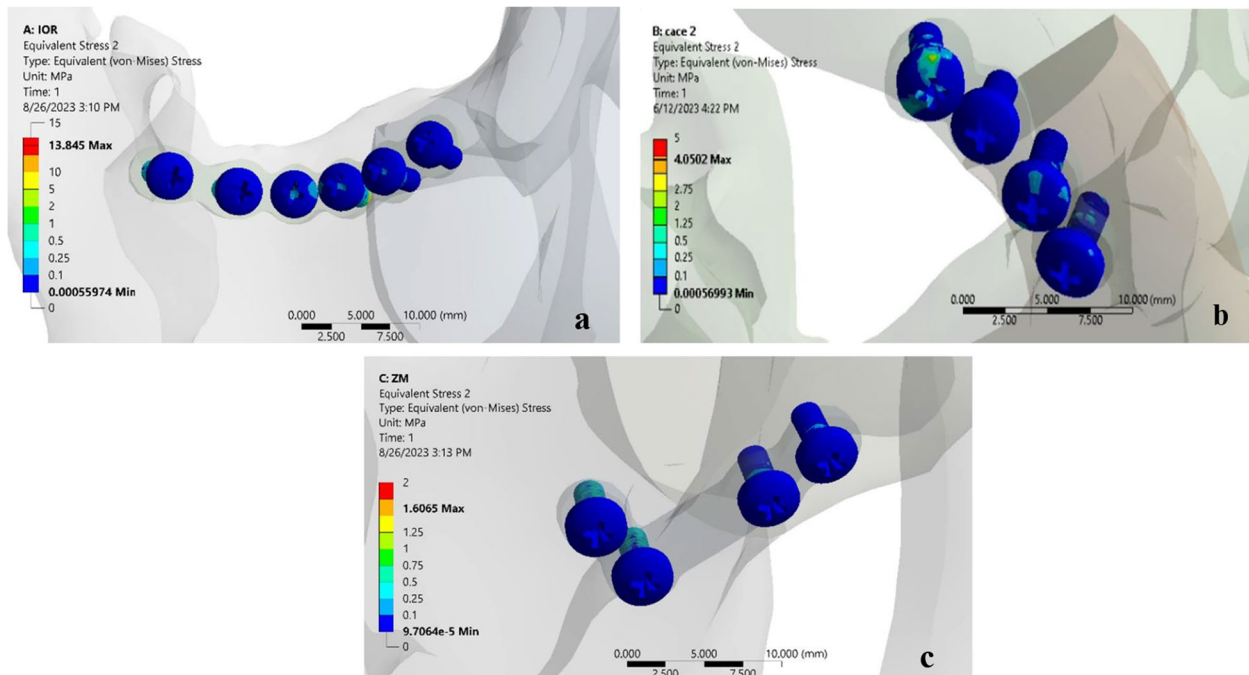 A: IOR
Equivalent Stress 2
Type: Equivalent (von-Mises) Stress
Unit: MPa
Time: 1
8/26/2023 3:10 PM
15
13.845 Max
10
5
2
1
0.5
0.25
0.1
0.00055974 Min
0
0.000 5.000 10.000 (mm)
2.500 7.500
a
B: cace 2
Equivalent Stress 2
Type: Equivalent (von-Mises) Stress
Unit: MPa
Time: 1
6/12/2023 4:22 PM
5
4.0502 Max
4
2.75
2
1.25
0.5
0.25
0.1
0.00056993 Min
0
0.000 5.000 10.000 (mm)
2.500 7.500
b
C: ZM
Equivalent Stress 2
Type: Equivalent (von-Mises) Stress
Unit: MPa
Time: 1
8/26/2023 3:13 PM
2
1.6065 Max
1.25
1
0.75
0.5
0.25
0.1
9.7064e-5 Min
0
0.000 5.000 10.000 (mm)
2.500 7.500
c